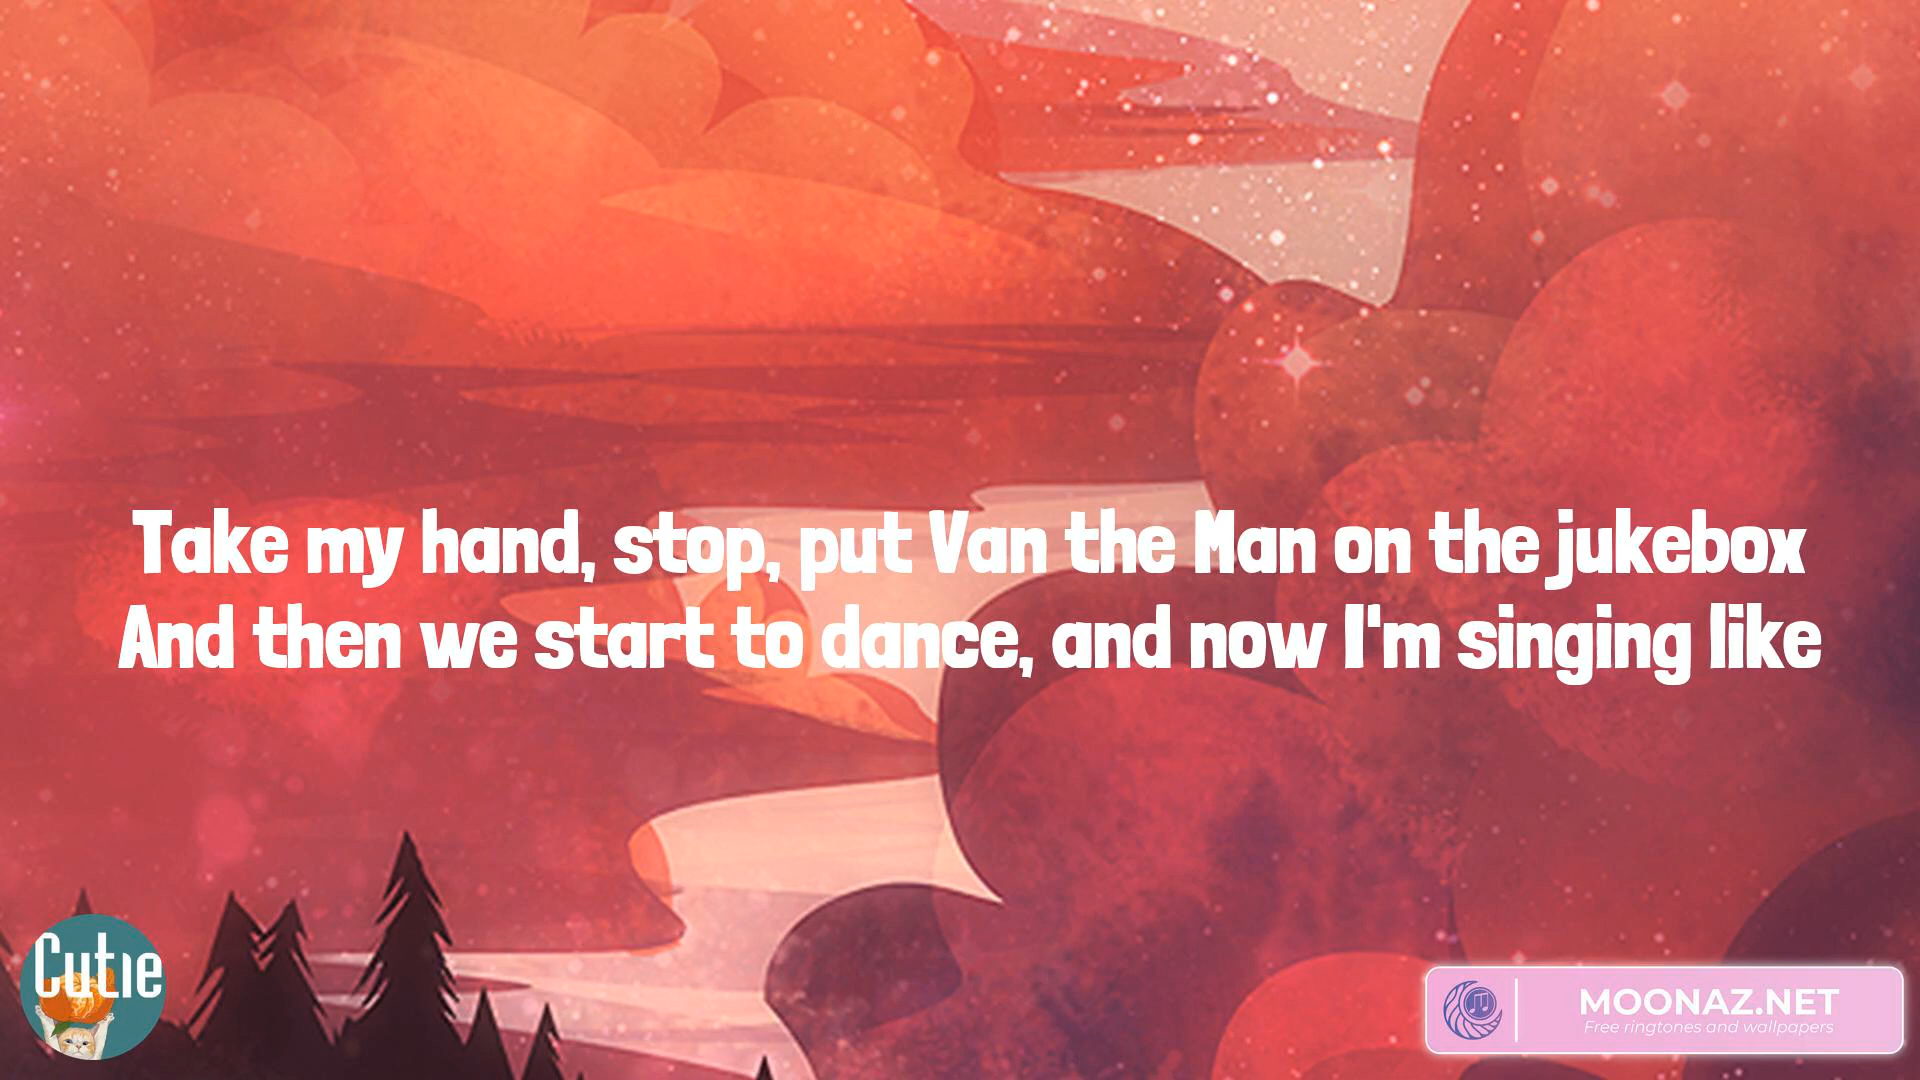 Take my hand, stop, put Van the Man on the jukebox
And then we start to dance, and now I'm singing like
Cutie
MOONAZ.NET
Free ringtones and wallpapers